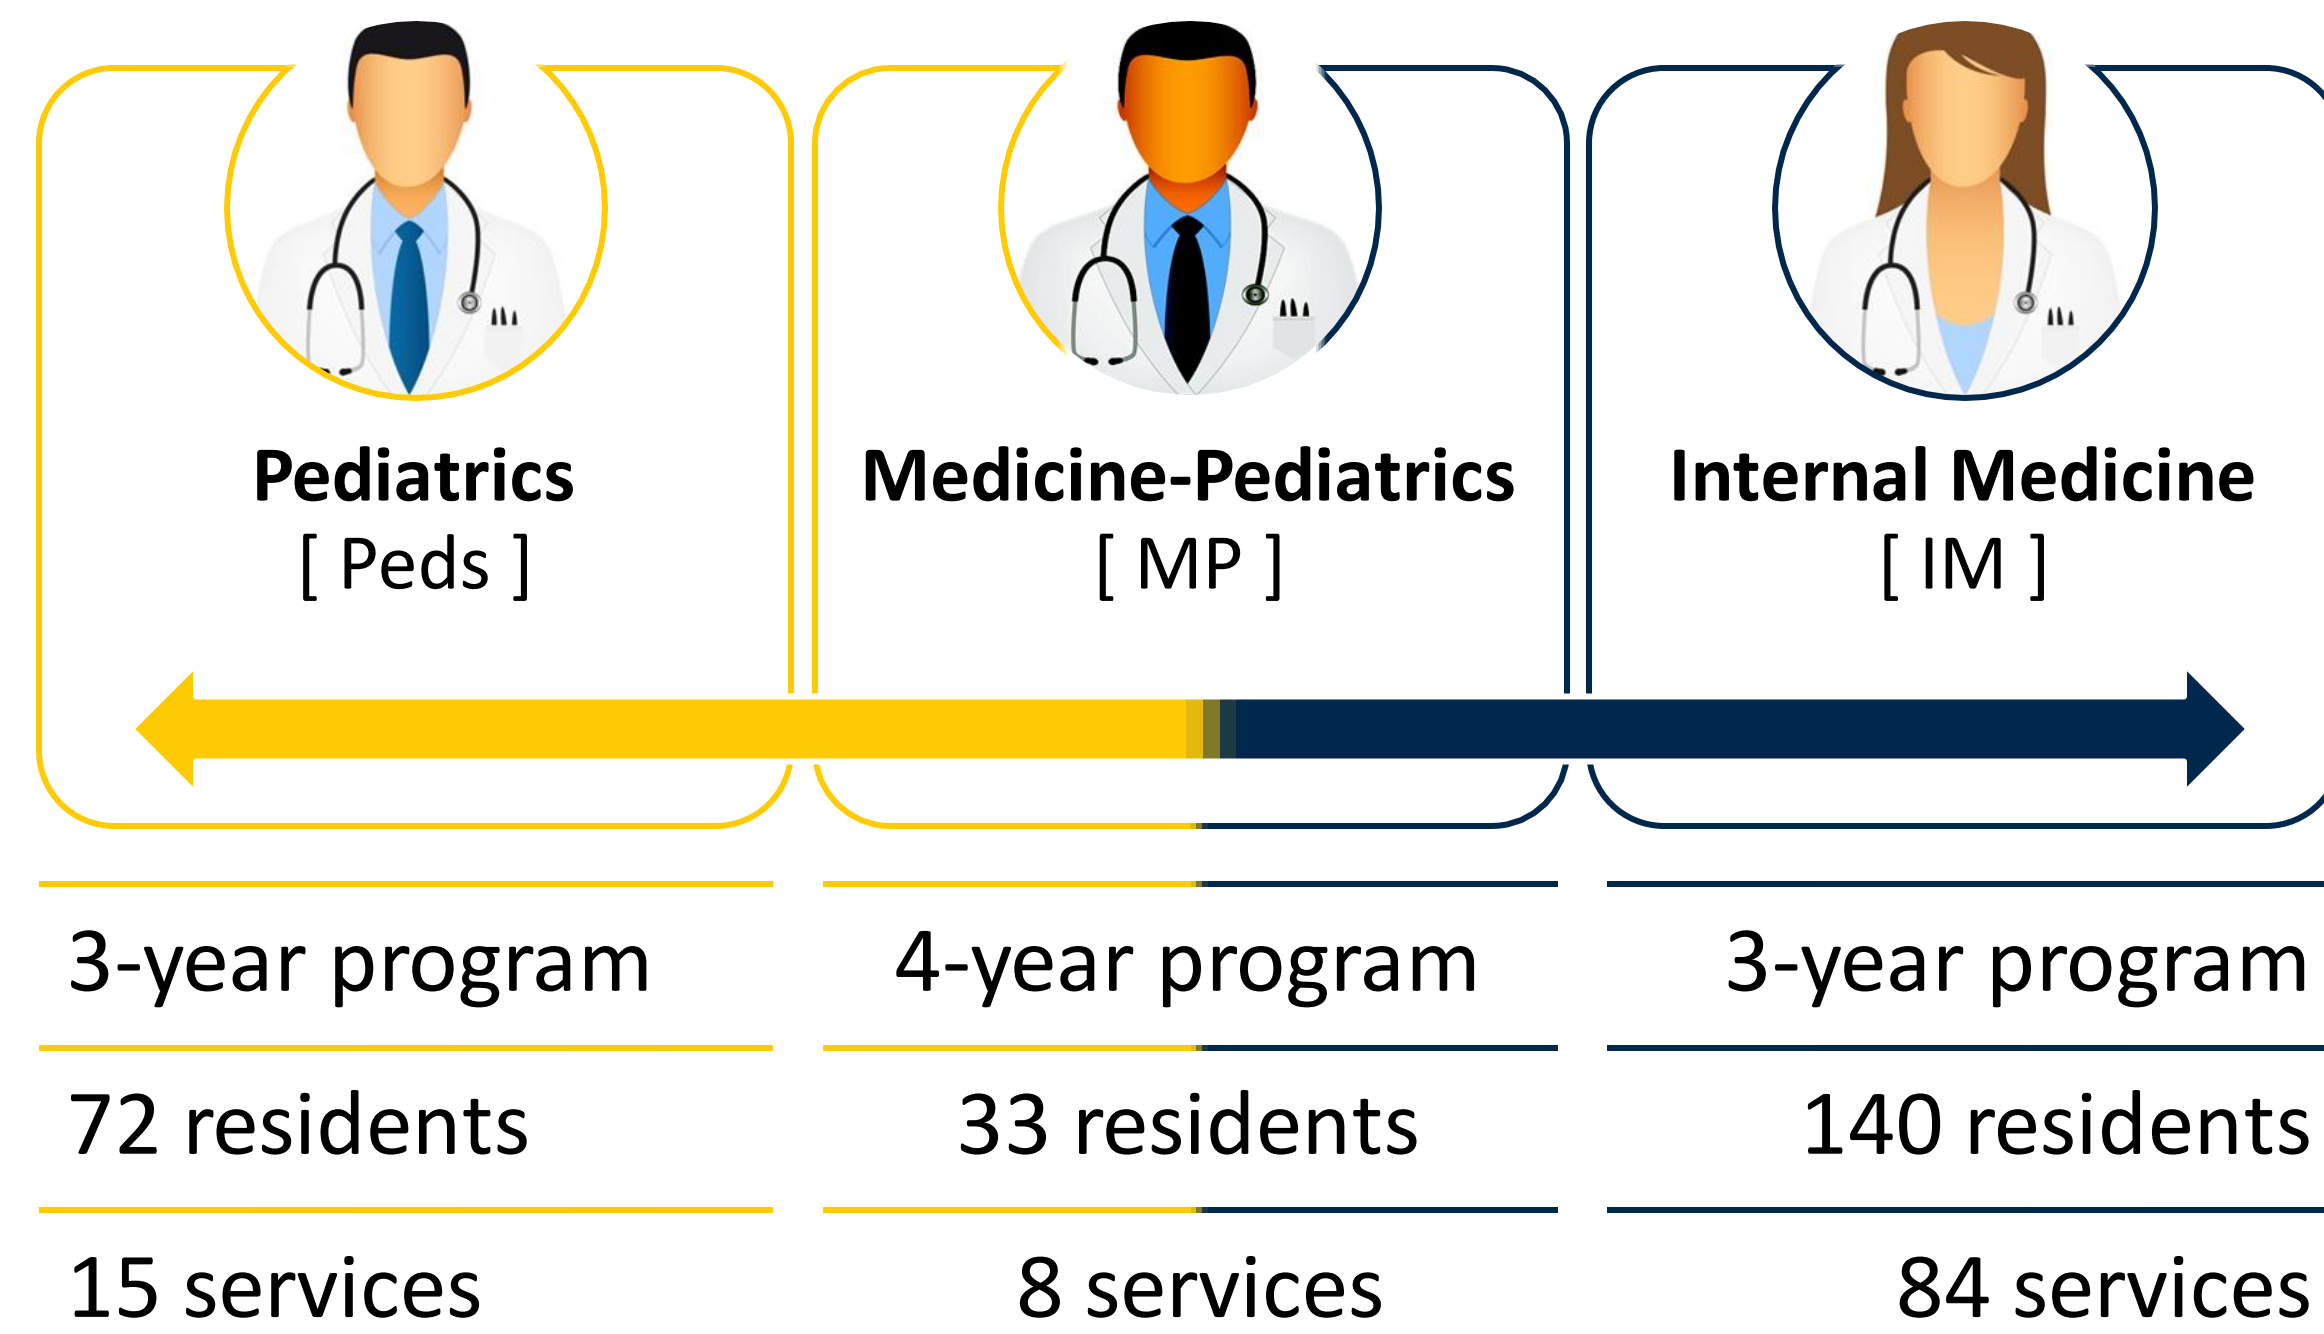 Pediatrics
[ Peds ]
Medicine-Pediatrics
[ MP ]
Internal Medicine
[ IM ]
3-year program
4-year program
3-year program
72 residents
33 residents
140 residents
15 services
8 services
84 services